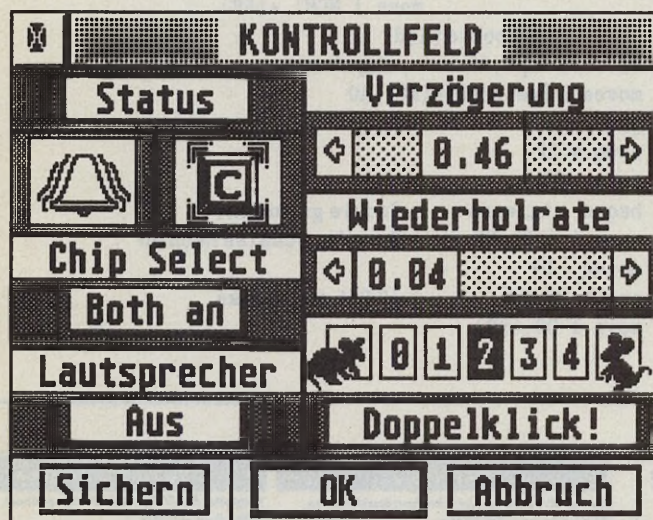 KONTROLLFELD
Status
Verzögerung
0.46
C
Wiederholrate
Chip Select
0.04
Both an
0 1 2 3 4
Lautsprecher
Aus
Doppelklick!
Sichern
OK
Abbruch